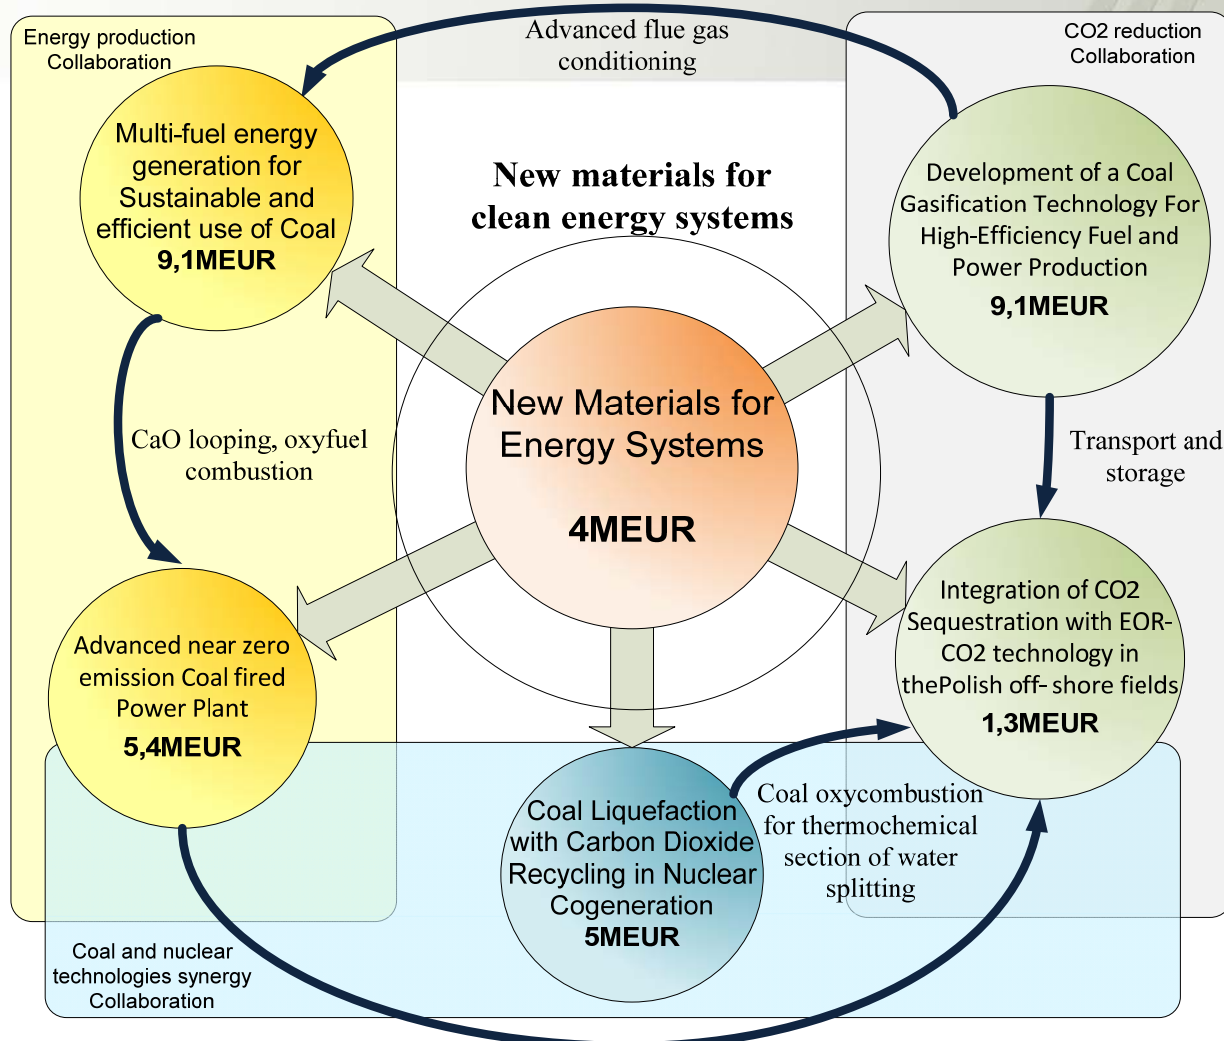 Energy production
Collaboration
Advanced flue gas
conditioning
CO2 reduction
Collaboration
Multi-fuel energy
generation for
Sustainable and
efficient use of Coal
9,1MEUR
New materials for
clean energy systems
Development of a Coal
Gasification Technology For
High-Efficiency Fuel and
Power Production
9,1MEUR
New Materials for
Energy Systems
4MEUR
CaO looping, oxyfuel
combustion
Transport and
storage
Advanced near zero
emission Coal fired
Power Plant
5,4MEUR
Integration of CO2
Sequestration with EOR-
CO2 technology in
thePolish off-shore fields
1,3MEUR
Coal Liquefaction
with Carbon Dioxide
Recycling in Nuclear
Cogeneration
5MEUR
Coal oxycombustion
for thermochemical
section of water
splitting
Coal and nuclear
technologies synergy
Collaboration